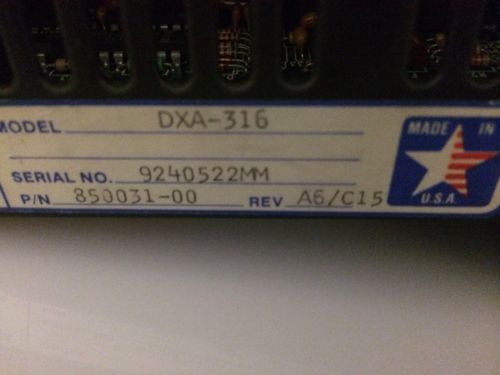 MODEL DXA-316
SERIAL NO. 9240522MM
P/N 850031-00 REV A6/C15
MADE IN
U.S.A.